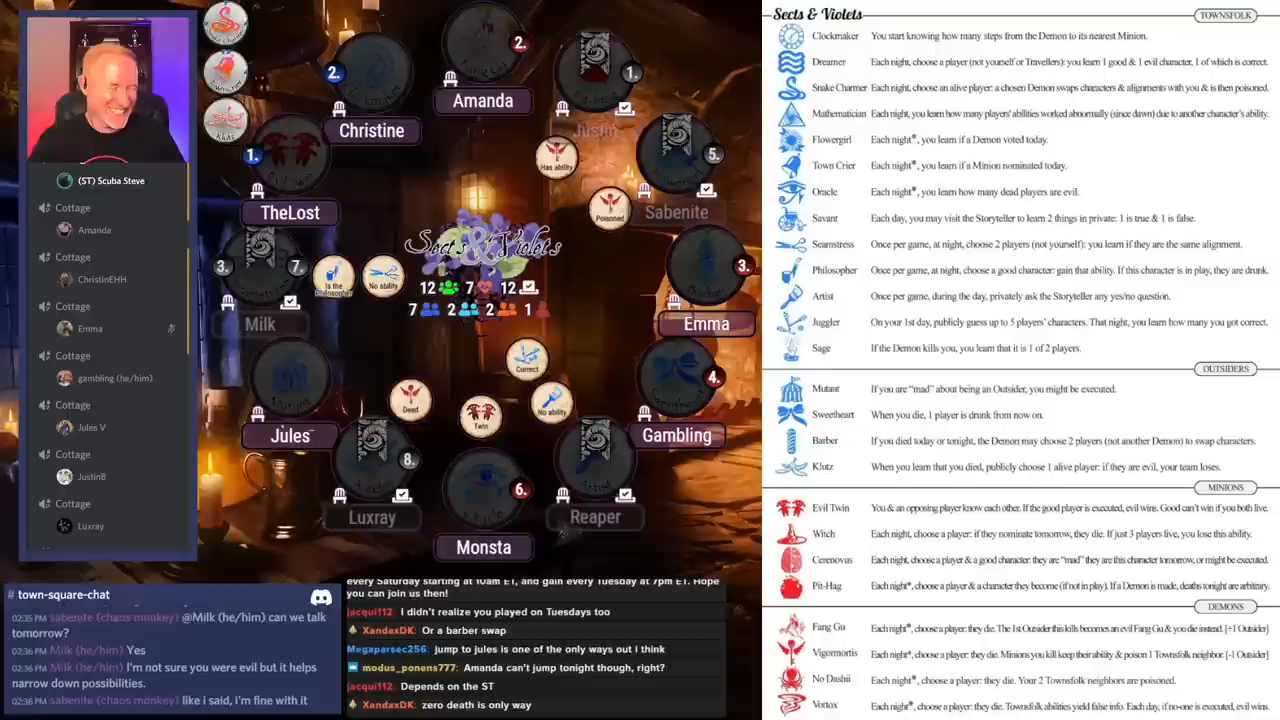 (ST) Scuba Steve
Cottage
Amanda
Cottage
ChristinEHH
Cottage
Emma
Cottage
gambling (he/him)
Cottage
Jules V
Cottage
JustinB
Cottage
Luxray
# town-square-chat
02:35 PM sabenite (chaos monkey) @Milk (he/him) can we talk
tomorrow?
02:36 PM Milk (he/him) Yes
02:36 PM Milk (he/him) I'm not sure you were evil but it helps
narrow down possibilities.
02:36 PM sabenite (chaos monkey) like i said, i'm fine with it
2.
Amanda
2.
1.
Christine
Justin
Has ability
5.
1.
Poisoned
Sabenite
TheLost
Sects & Violets
3.
7.
Is the Philosopher
No ability
3.
12 7 12
7 2 2 1
Milk
Emma
Correct
4.
Dead
Twin
No ability
Jules
Gambling
8.
6.
Luxray
Reaper
Monsta
every Saturday starting at 10am ET, and gain every Tuesday at 7pm ET. Hope
you can join us then!
jacqui112 I didn't realize you played on Tuesdays too
XandaxDK: Or a barber swap
Megaparsec256: jump to jules is one of the only ways out i think
modus_ponens777: Amanda can't jump tonight though, right?
jacqui112 Depends on the ST
XandaxDK: zero death is only way
Sects & Violets
TOWNSFOLK
Clockmaker You start knowing how many steps from the Demon to its nearest Minion.
Dreamer Each night, choose a player (not yourself or Travellers): you learn 1 good & 1 evil character, 1 of which is correct.
Snake Charmer Each night, choose an alive player: a chosen Demon swaps characters & alignments with you & is then poisoned.
Mathematician Each night, you learn how many players' abilities worked abnormally (since dawn) due to another character's ability.
Flowergirl Each night*, you learn if a Demon voted today.
Town Crier Each night*, you learn if a Minion nominated today.
Oracle Each night*, you learn how many dead players are evil.
Savant Each day, you may visit the Storyteller to learn 2 things in private: 1 is true & 1 is false.
Seamstress Once per game, at night, choose 2 players (not yourself): you learn if they are the same alignment.
Philosopher Once per game, at night, choose a good character: gain that ability. If this character is in play, they are drunk.
Artist Once per game, during the day, privately ask the Storyteller any yes/no question.
Juggler On your 1st day, publicly guess up to 5 players' characters. That night, you learn how many you got correct.
Sage If the Demon kills you, you learn that it is 1 of 2 players.
OUTSIDERS
Mutant If you are "mad" about being an Outsider, you might be executed.
Sweetheart When you die, 1 player is drunk from now on.
Barber If you died today or tonight, the Demon may choose 2 players (not another Demon) to swap characters.
Klutz When you learn that you died, publicly choose 1 alive player: if they are evil, your team loses.
MINIONS
Evil Twin You & an opposing player know each other. If the good player is executed, evil wins. Good can't win if you both live.
Witch Each night, choose a player: if they nominate tomorrow, they die. If just 3 players live, you lose this ability.
Cerenovus Each night, choose a player & a good character: they are "mad" they are this character tomorrow, or might be executed.
Pit-Hag Each night*, choose a player & a character they become (if not in play). If a Demon is made, deaths tonight are arbitrary.
DEMONS
Fang Gu Each night*, choose a player: they die. The 1st Outsider this kills becomes an evil Fang Gu & you die instead. [+1 Outsider]
Vigormortis Each night*, choose a player: they die. Minions you kill keep their ability & poison 1 Townsfolk neighbor. [-1 Outsider]
No Dashii Each night*, choose a player: they die. Your 2 Townsfolk neighbors are poisoned.
Vortox Each night*, choose a player: they die. Townsfolk abilities yield false info. Each day, if no-one is executed, evil wins.